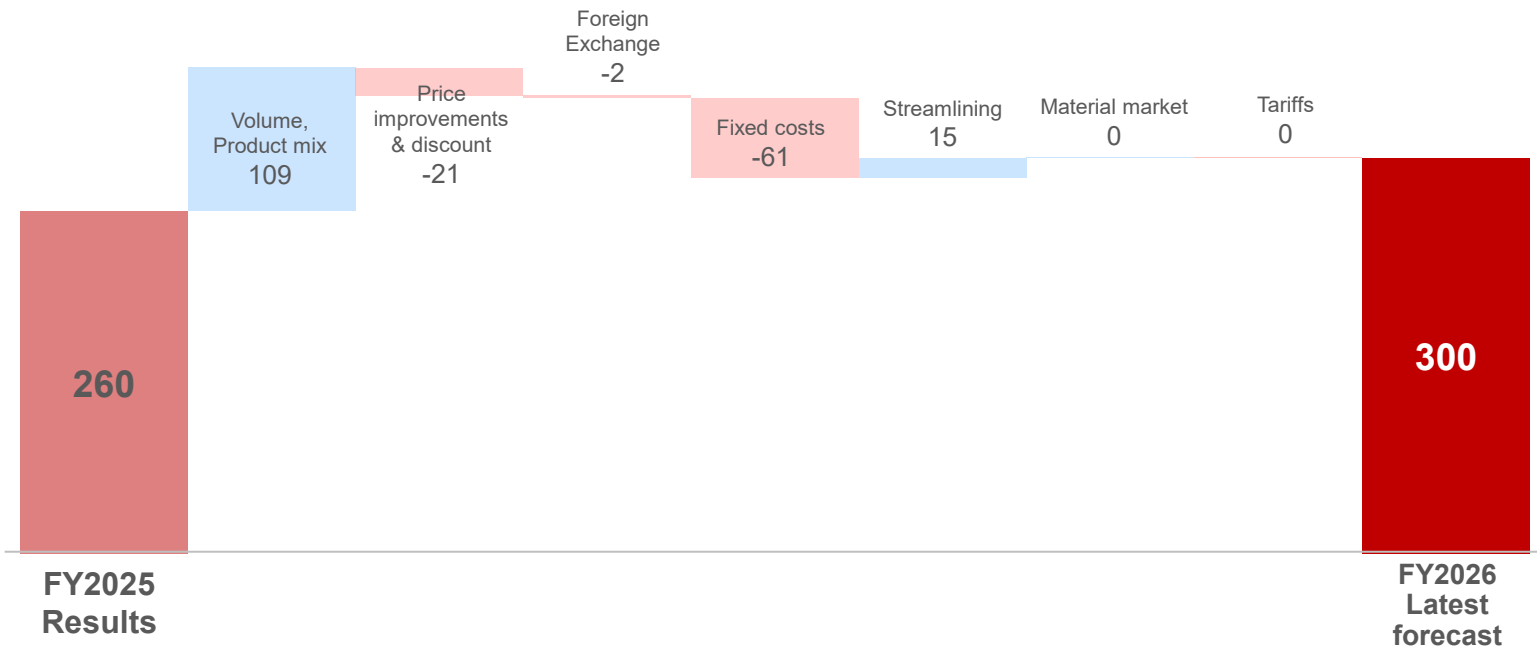 Foreign
Exchange
-2
Volume,
Product mix
109
Price
improvements
& discount
-21
Fixed costs
-61
Streamlining
15
Material market
0
Tariffs
0
260
300
FY2025
Results
FY2026
Latest
forecast